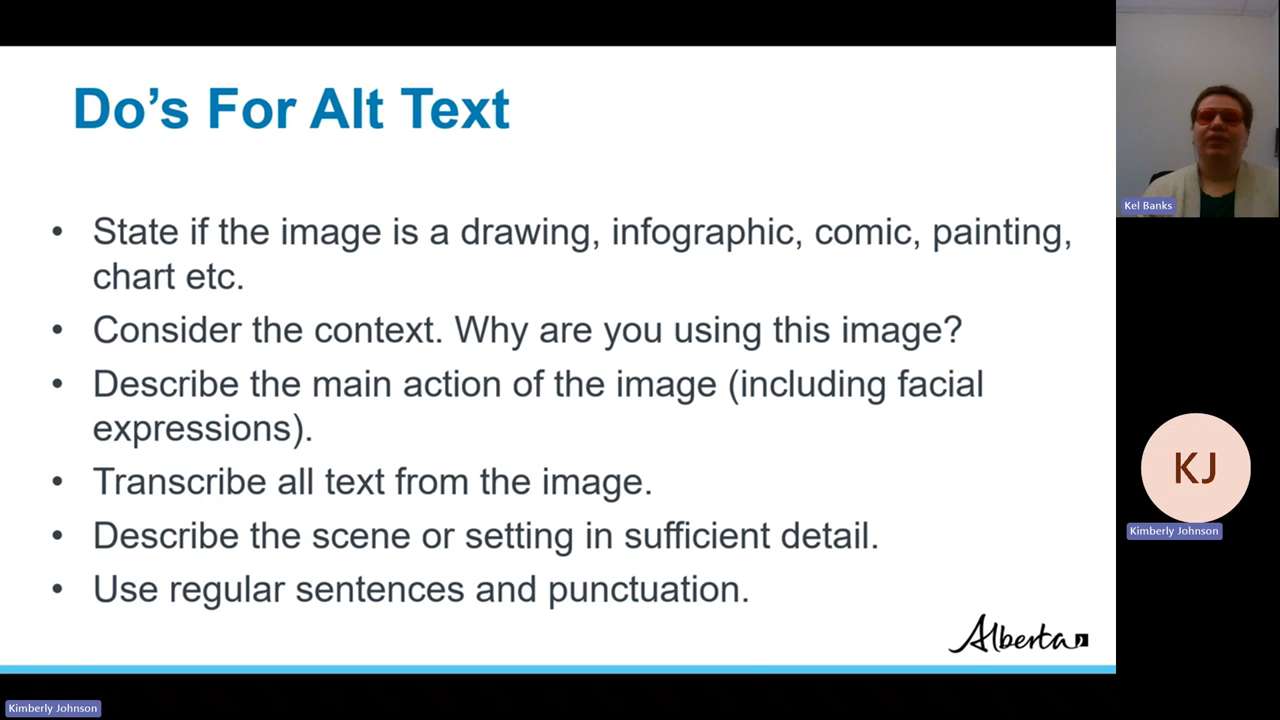 Do's For Alt Text
• State if the image is a drawing, infographic, comic, painting,
chart etc.
• Consider the context. Why are you using this image?
• Describe the main action of the image (including facial
expressions).
• Transcribe all text from the image.
• Describe the scene or setting in sufficient detail.
• Use regular sentences and punctuation.
Alberta
Kel Banks
KJ
Kimberly Johnson
Kimberly Johnson